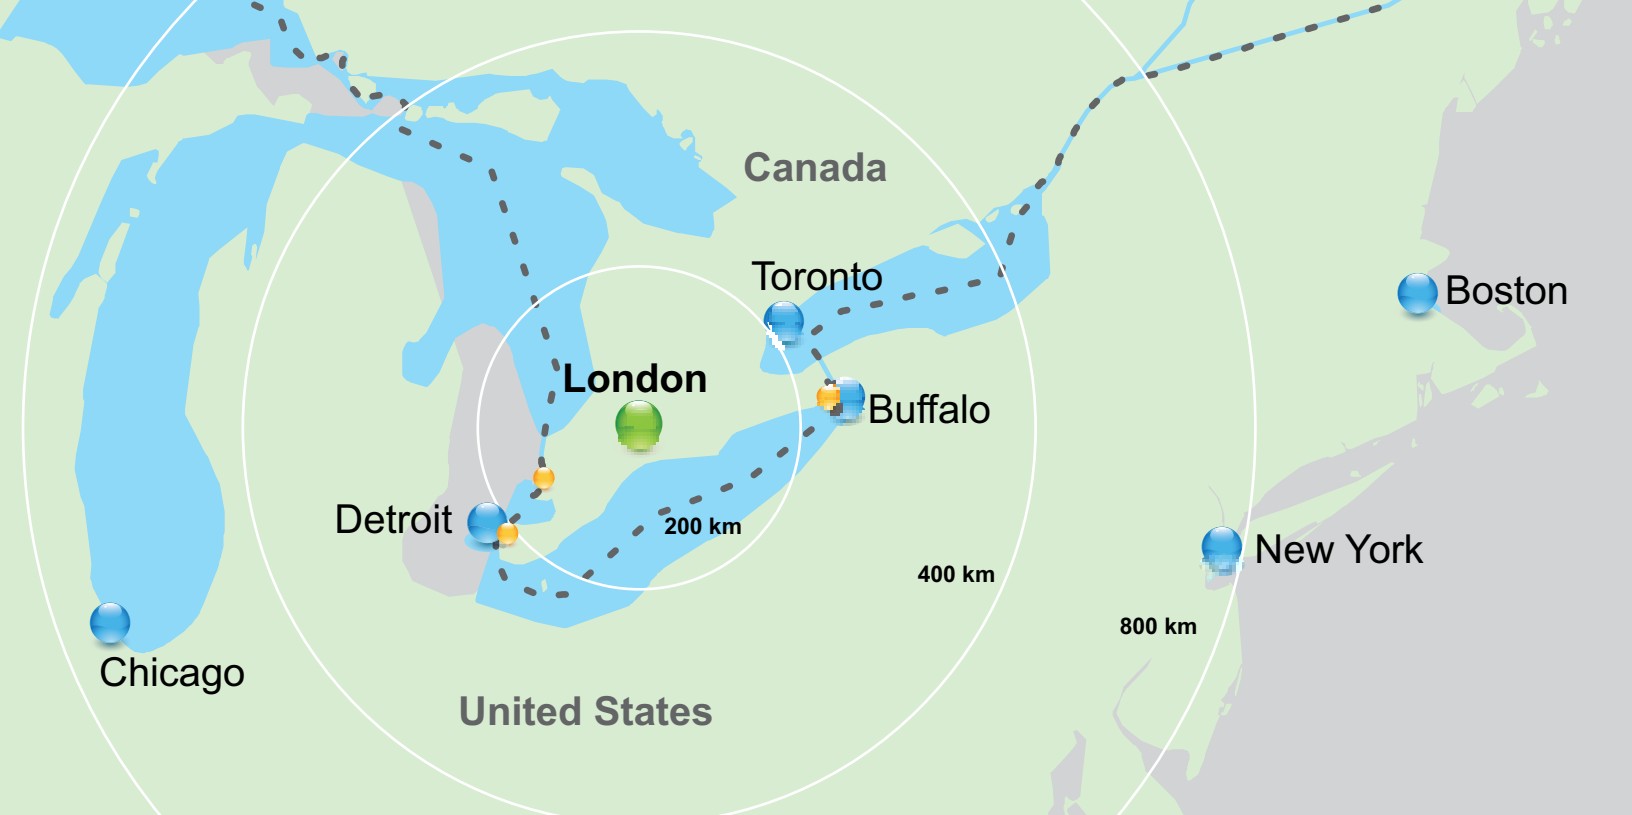 Canada
Toronto
Boston
London
Buffalo
Detroit
200 km
New York
400 km
800 km
Chicago
United States